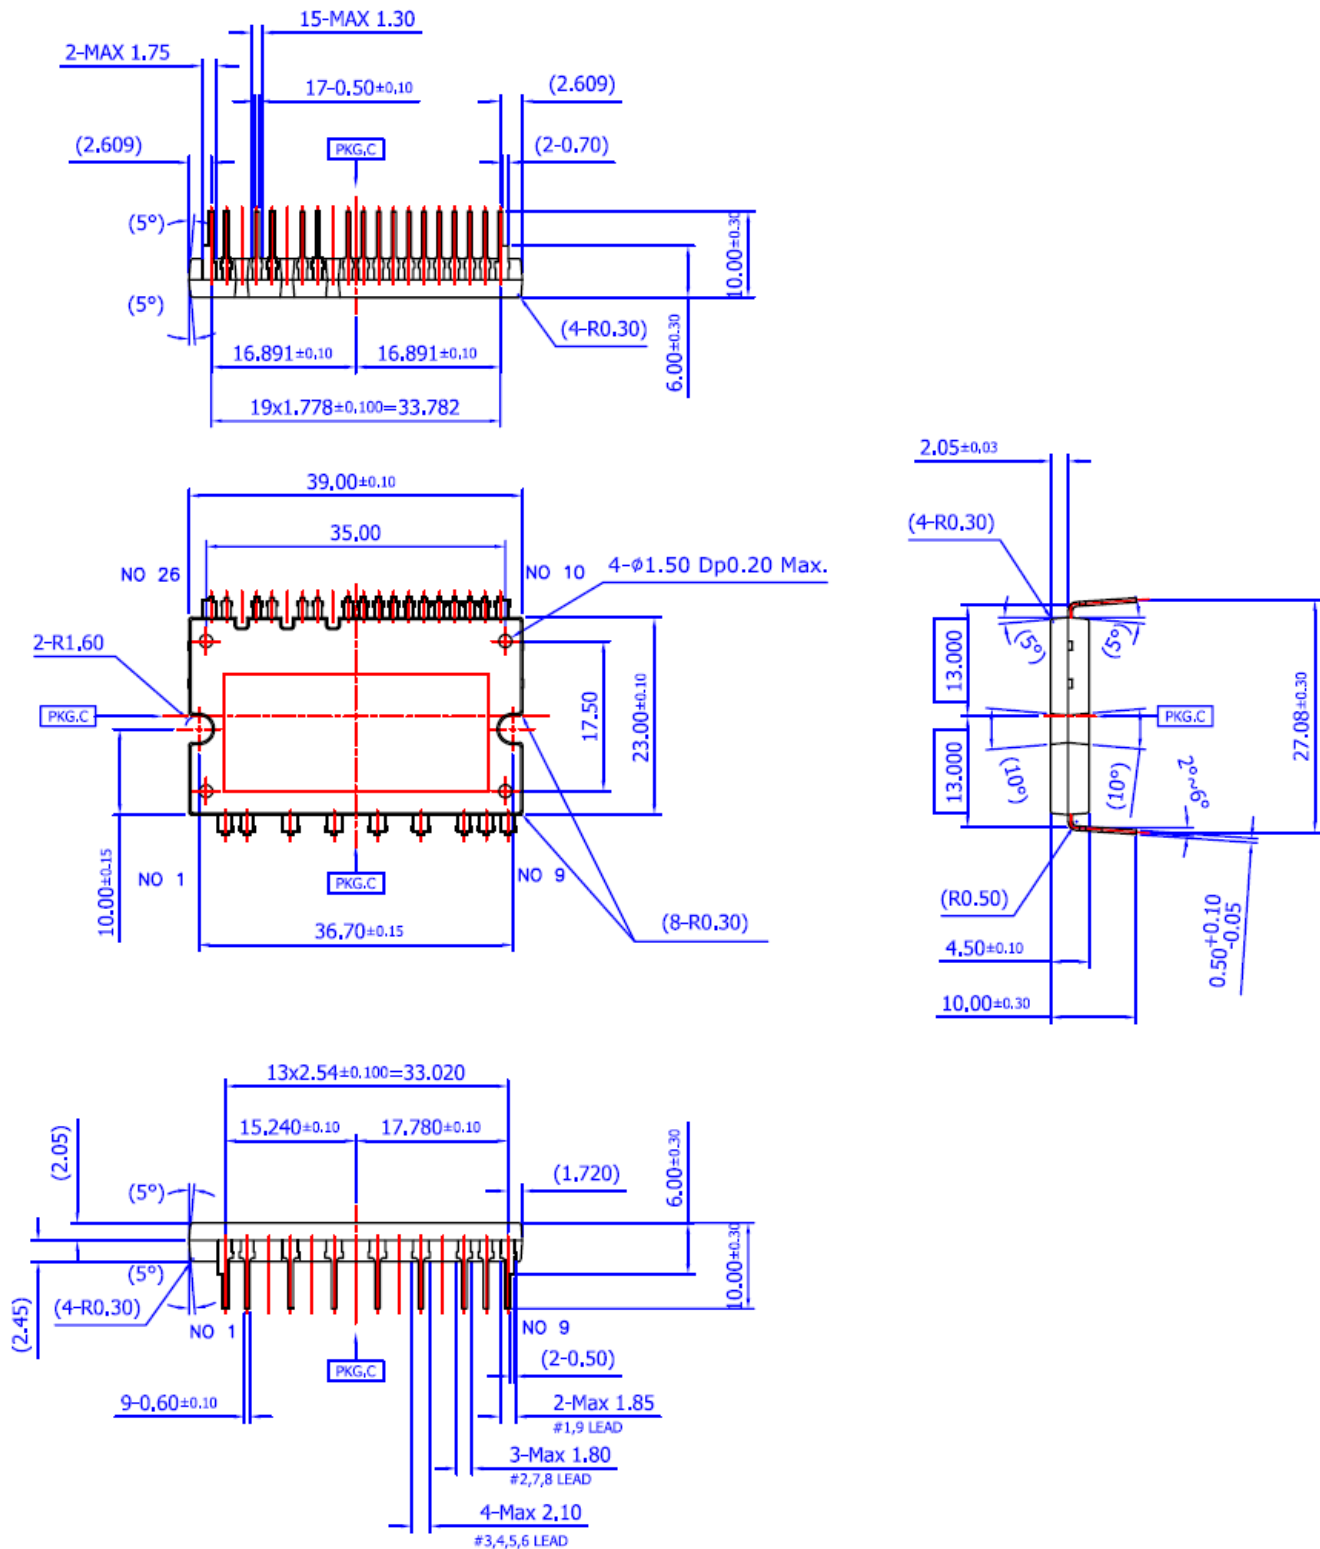 15-MAX 1.30
2-MAX 1.75
17-0.50±0.10
(2.609)
(2.609)
PKG.C
(2-0.70)
(5°)
10.00±0.30
(5°)
(4-R0.30)
6.00±0.30
16.891±0.10
16.891±0.10
19x1.778±0.100=33.782
39.00±0.10
35.00
NO 26
NO 10
4-φ1.50 Dp0.20 Max.
2-R1.60
PKG.C
17.50
23.00±0.10
10.00±0.15
NO 1
PKG.C
NO 9
36.70±0.15
(8-R0.30)
2.05±0.03
(4-R0.30)
13.000
(5°)
(5°)
PKG.C
27.08±0.30
13.000
(10°)
(10°)
2°~6°
(R0.50)
4.50±0.10
0.50+0.10-0.05
10.00±0.30
13x2.54±0.100=33.020
15.240±0.10
17.780±0.10
(2.05)
(5°)
(1.720)
6.00±0.30
10.00±0.30
(5°)
(4-R0.30)
(2.45)
NO 1
NO 9
PKG.C
(2-0.50)
9-0.60±0.10
2-Max 1.85
#1,9 LEAD
3-Max 1.80
#2,7,8 LEAD
4-Max 2.10
#3,4,5,6 LEAD